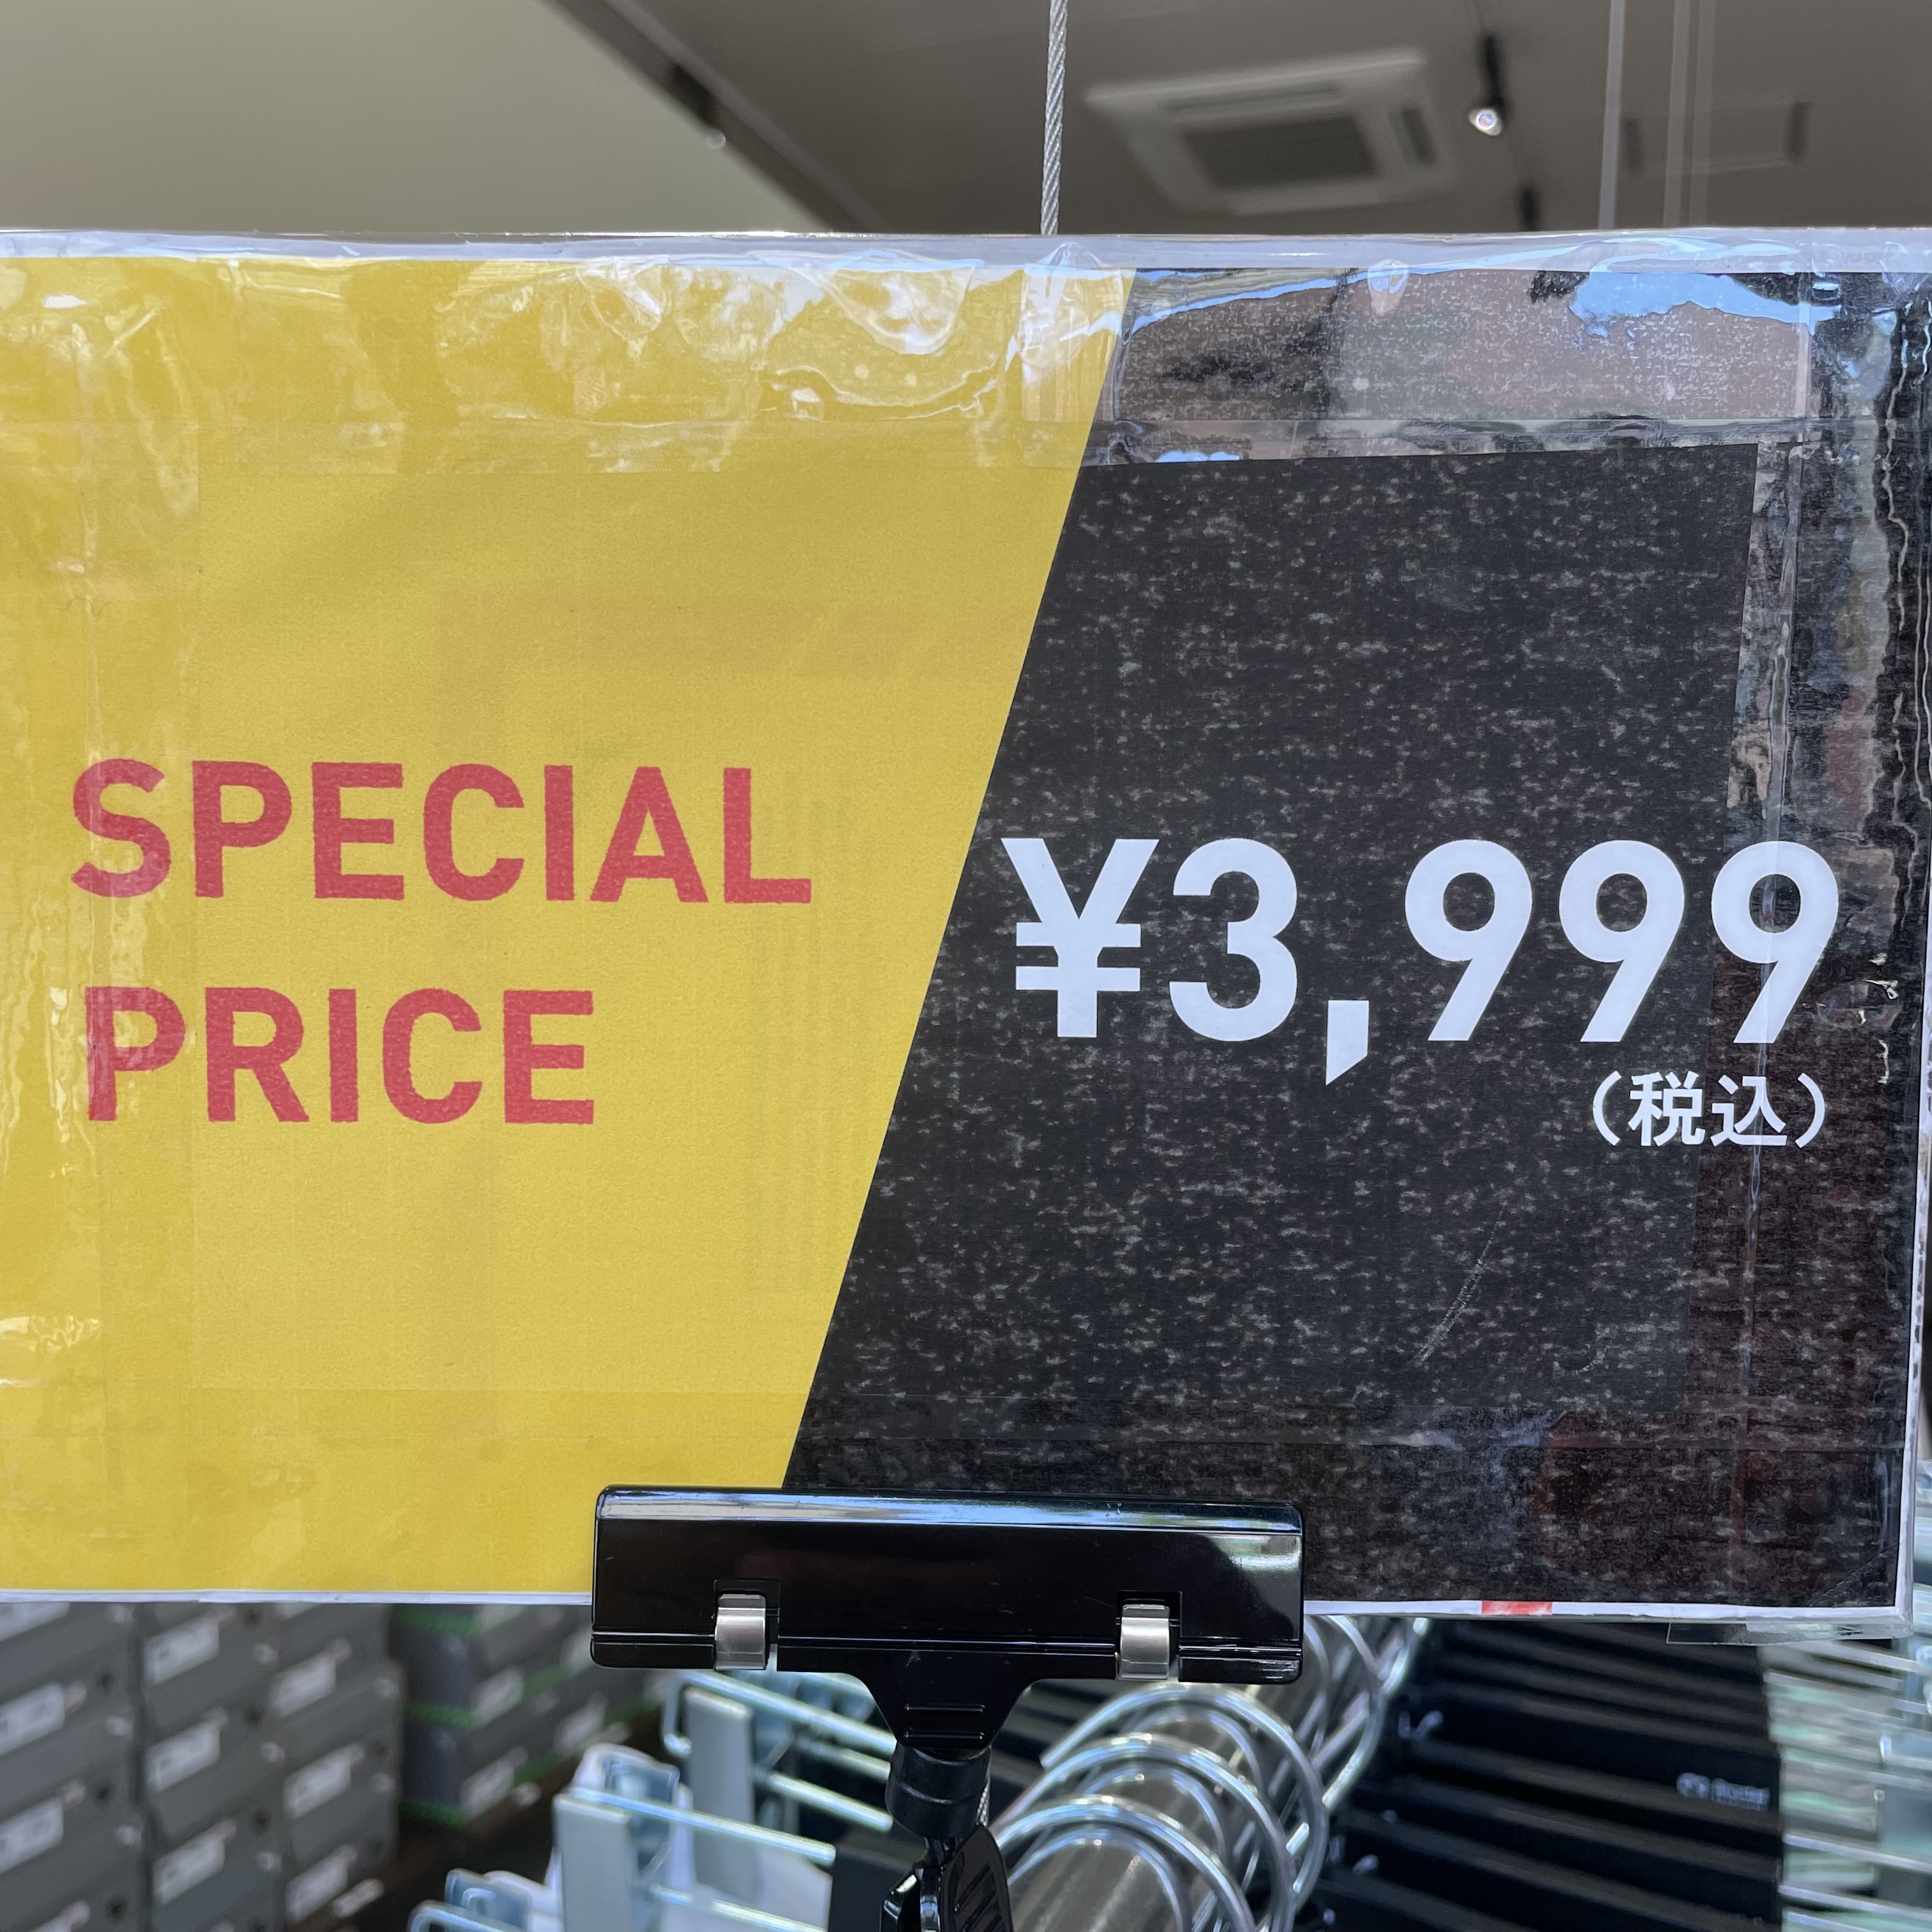 SPECIAL
PRICE
¥3,999
（税込）